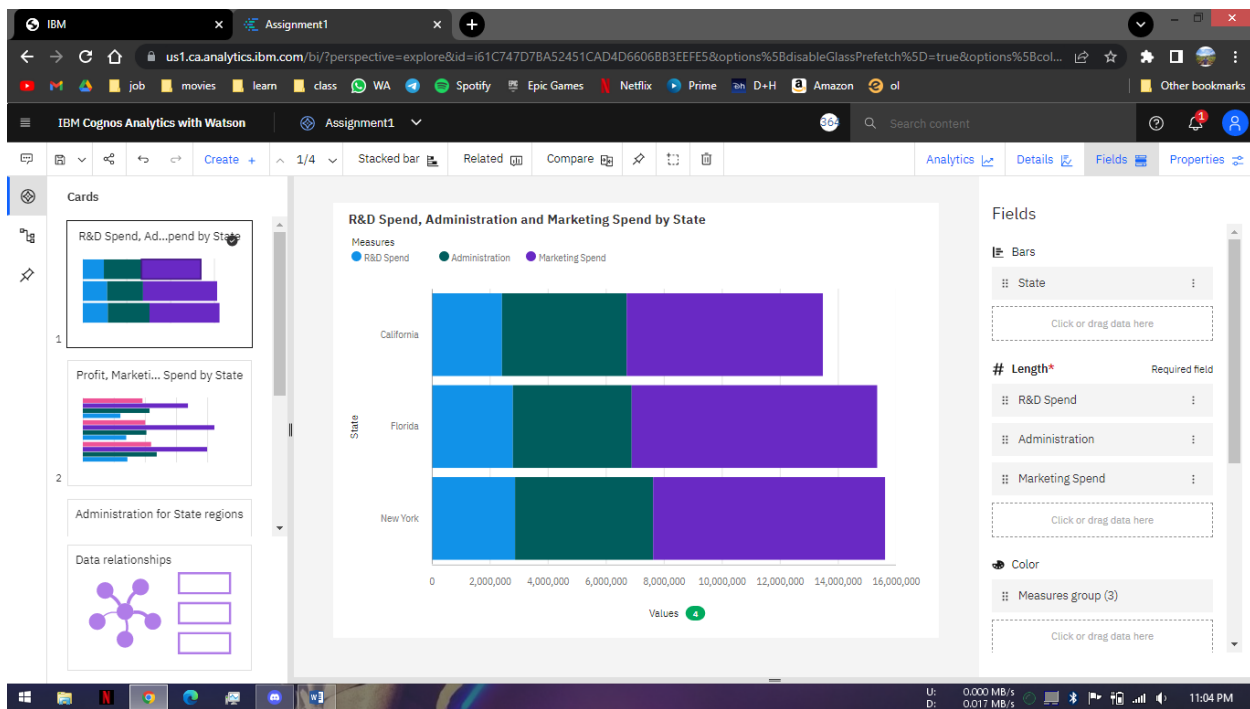 IBM
Assignment1
us1.ca.analytics.ibm.com/bi/?perspective=explore&id=i61C747D7BA52451CAD4D6606BB3EEFE5&options%5BdisableGlassPrefetch%5D=true&options%5Bcol...
job movies learn class WA Spotify Epic Games Netflix Prime D+H Amazon ol Other bookmarks
IBM Cognos Analytics with Watson Assignment1 364 Search content 1
Create + 1/4 Stacked bar Related Compare Analytics Details Fields Properties
Cards
R&D Spend, Ad...pend by State
1
Profit, Marketi... Spend by State
2
Administration for State regions
Data relationships
R&D Spend, Administration and Marketing Spend by State
Measures
R&D Spend Administration Marketing Spend
State
California
Florida
New York
0 2,000,000 4,000,000 6,000,000 8,000,000 10,000,000 12,000,000 14,000,000 16,000,000
Values 4
Fields
Bars
State
Click or drag data here
# Length* Required field
R&D Spend
Administration
Marketing Spend
Click or drag data here
Color
Measures group (3)
Click or drag data here
U: 0.000 MB/s
D: 0.017 MB/s
11:04 PM